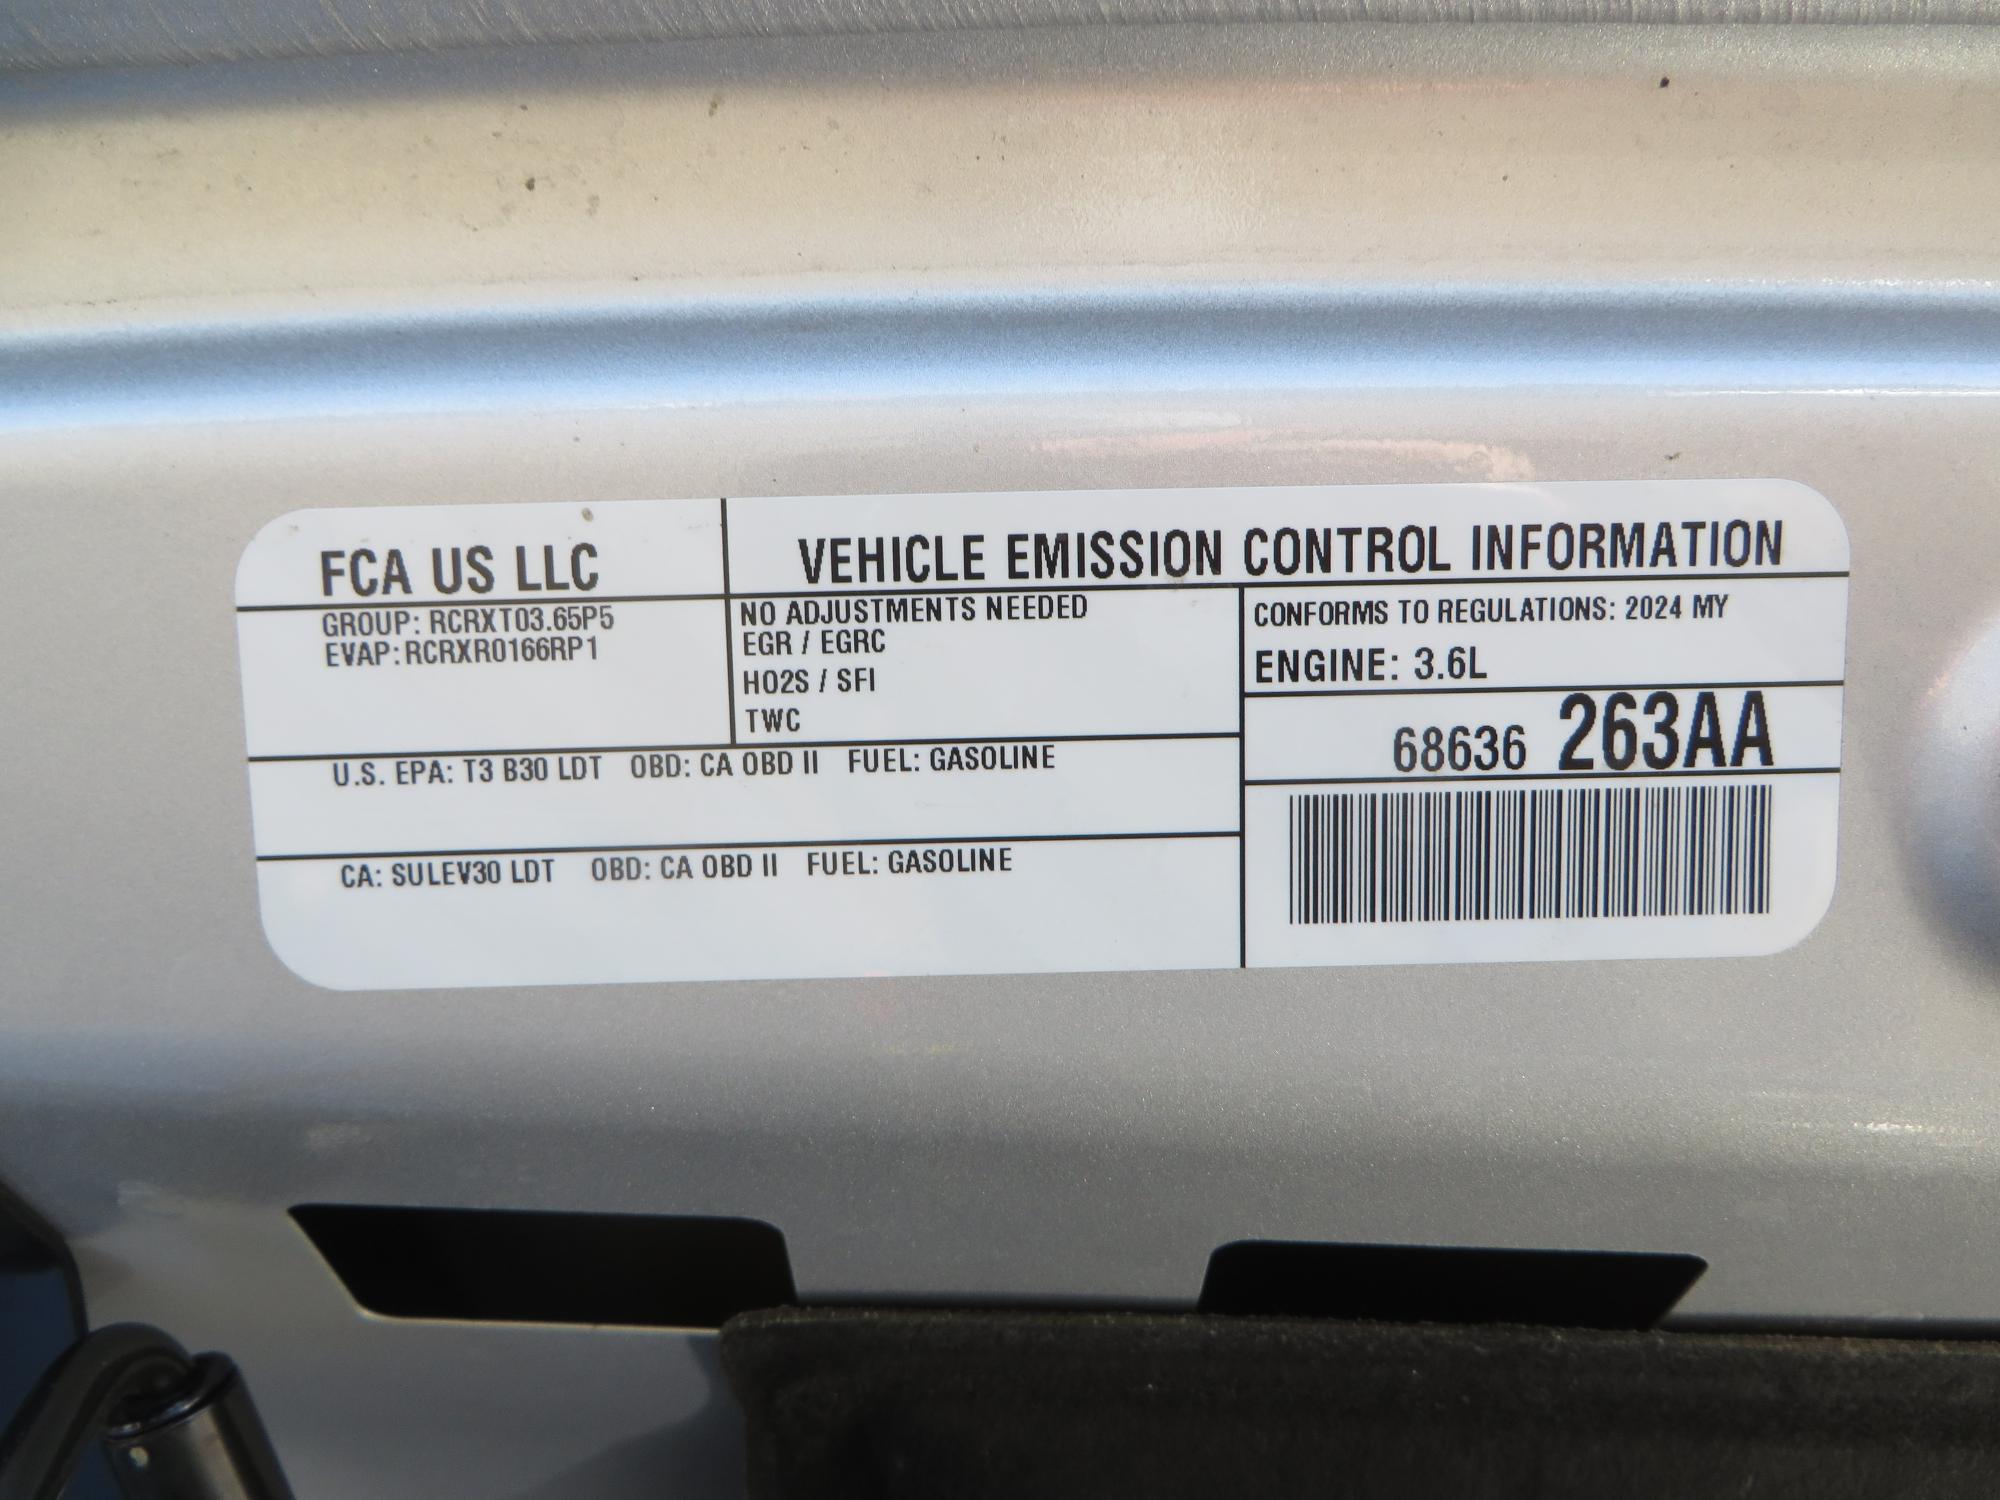 FCA US LLC
VEHICLE EMISSION CONTROL INFORMATION
GROUP: RCRXT03.65P5
EVAP: RCRXR0166RP1
NO ADJUSTMENTS NEEDED
EGR / EGRC
HO2S / SFI
TWC
CONFORMS TO REGULATIONS: 2024 MY
ENGINE: 3.6L
68636 263AA
U.S. EPA: T3 B30 LDT OBD: CA OBD II FUEL: GASOLINE
CA: SULEV30 LDT OBD: CA OBD II FUEL: GASOLINE